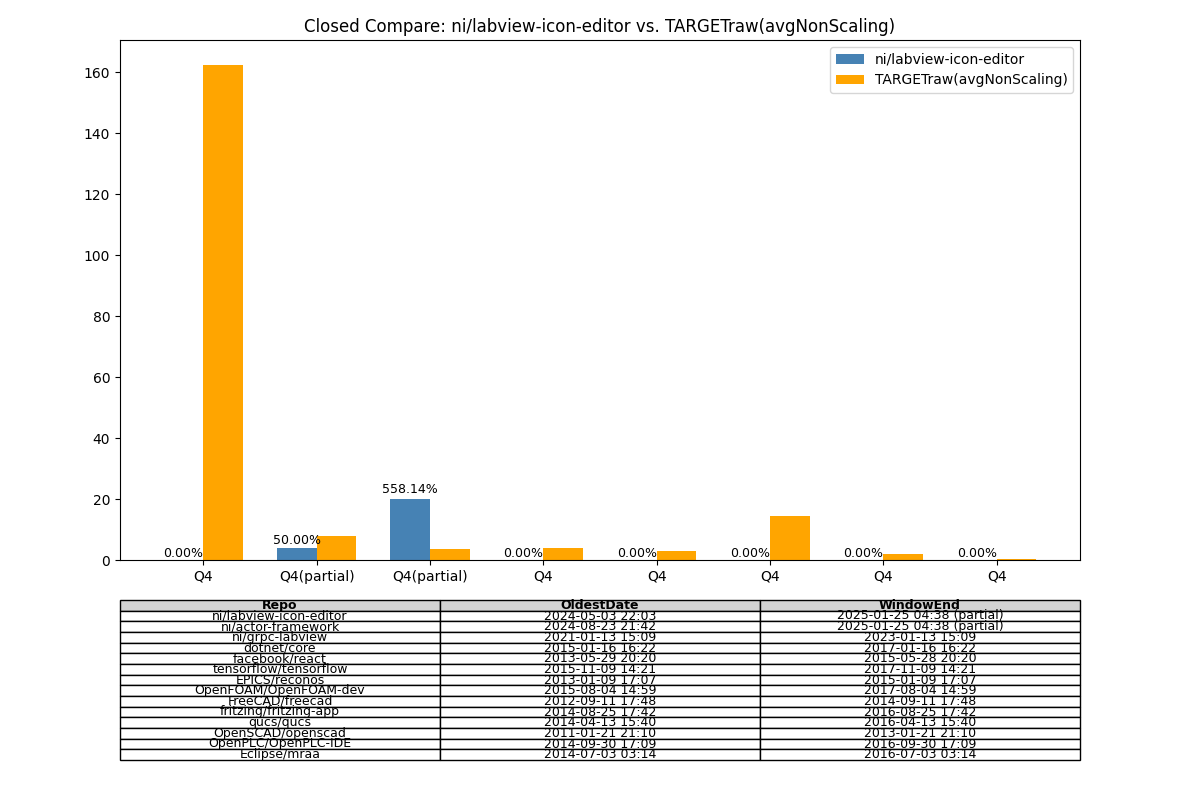 Closed Compare: ni/labview-icon-editor vs. TARGETraw(avgNonScaling)
ni/labview-icon-editor
TARGETraw(avgNonScaling)
160
140
120
100
80
60
40
20
0
0.00%
50.00%
558.14%
0.00%
0.00%
0.00%
0.00%
0.00%
Q4 Q4(partial) Q4(partial) Q4 Q4 Q4 Q4 Q4
Repo OldestDate WindowEnd
ni/labview-icon-editor 2024-05-03 22:03 2025-01-25 04:38 (partial)
ni/actor-framework 2024-08-23 21:42 2025-01-25 04:38 (partial)
ni/grpc-labview 2021-01-13 15:09 2023-01-13 15:09
dotnet/core 2015-01-16 16:22 2017-01-16 16:22
facebook/react 2013-05-29 20:20 2015-05-28 20:20
tensorflow/tensorflow 2015-11-09 14:21 2017-11-09 14:21
EPICS/reconos 2013-01-09 17:07 2015-01-09 17:07
OpenFOAM/OpenFOAM-dev 2015-08-04 14:59 2017-08-04 14:59
FreeCAD/freecad 2012-09-11 17:48 2014-09-11 17:48
fritzing/fritzing-app 2014-08-25 17:42 2016-08-25 17:42
qucs/qucs 2014-04-13 15:40 2016-04-13 15:40
OpenSCAD/openscad 2011-01-21 21:10 2013-01-21 21:10
OpenPLC/OpenPLC-IDE 2014-09-30 17:09 2016-09-30 17:09
Eclipse/mraa 2014-07-03 03:14 2016-07-03 03:14